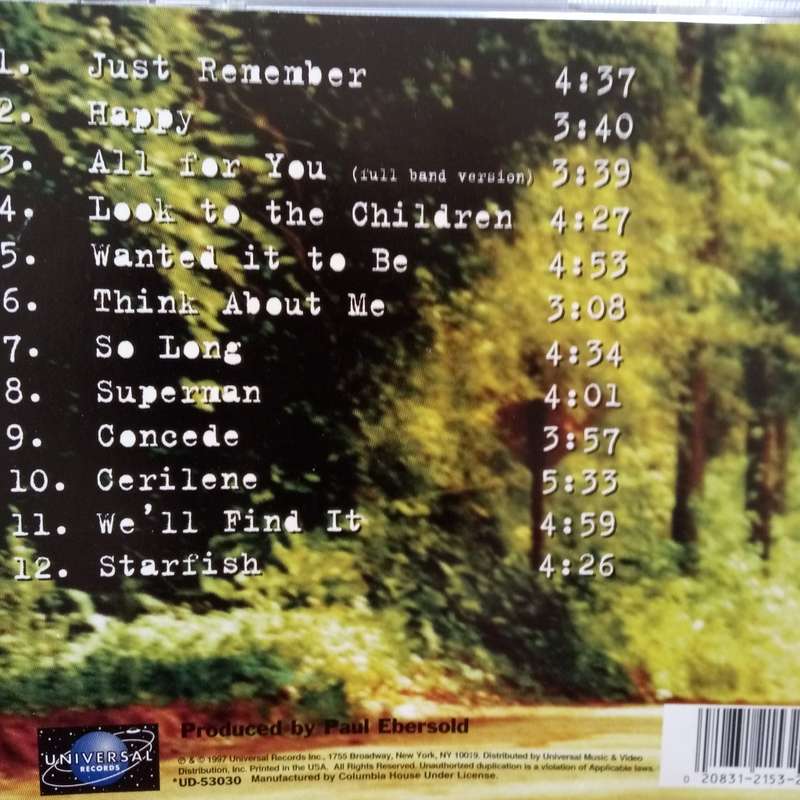 1. Just Remember 4:37
2. Happy 3:40
3. All for You (full band version) 3:39
4. Look to the Children 4:27
5. Wanted it to Be 4:53
6. Think About Me 3:08
7. So Long 4:34
8. Superman 4:01
9. Concede 3:57
10. Cerilene 5:33
11. We'll Find It 4:59
12. Starfish 4:26
Produced by Paul Ebersold
UNIVERSAL
RECORDS
℗ & © 1997 Universal Records Inc., 1755 Broadway, New York, NY 10019. Distributed by Universal Music & Video
Distribution, Inc. Printed in the USA. All Rights Reserved. Unauthorized duplication is a violation of Applicable laws.
*UD-53030 Manufactured by Columbia House Under License.
0 20831-2153-2